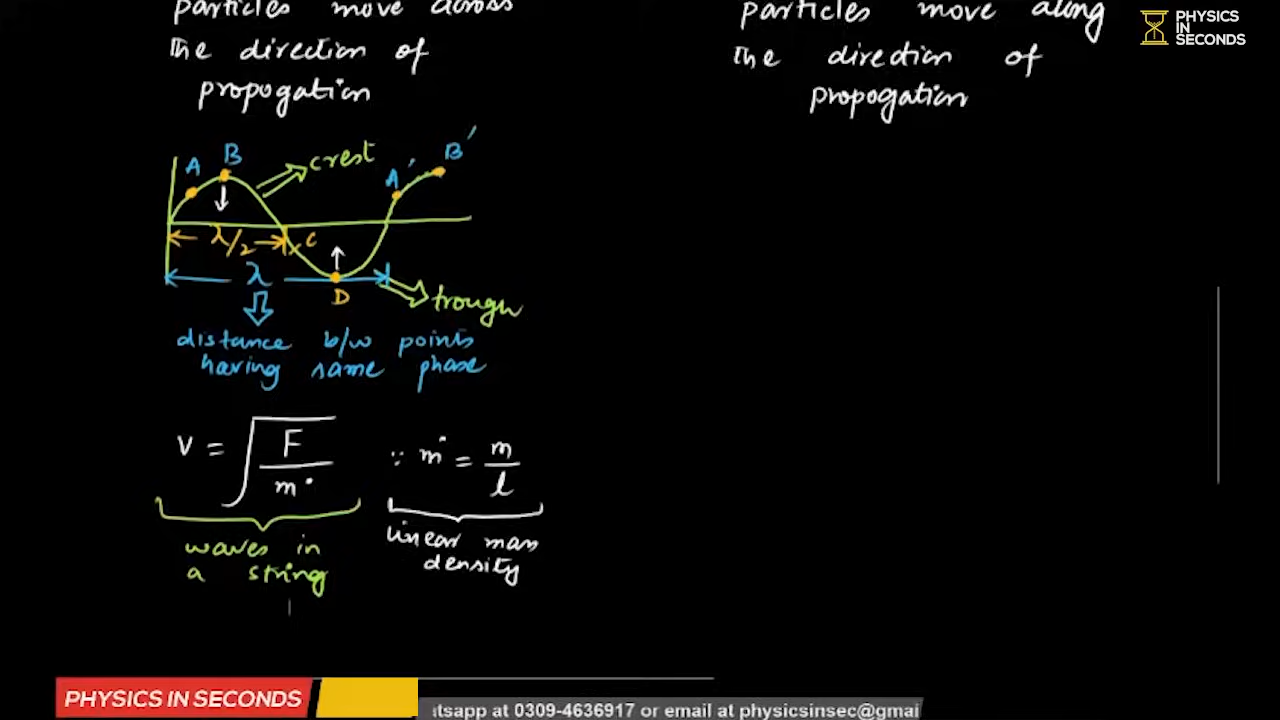 particles move across
the direction of
propogation
particles move along
the direction of
propogation
PHYSICS
IN
SECONDS
A
B
crest
A'
B'
λ/2
C
λ
D
trough
distance b/w points
having same phase
v = √F/m•
∵ m• = m/l
waves in
a string
linear mass
density
PHYSICS IN SECONDS
tsapp at 0309-4636917 or email at physicsinsec@gmai